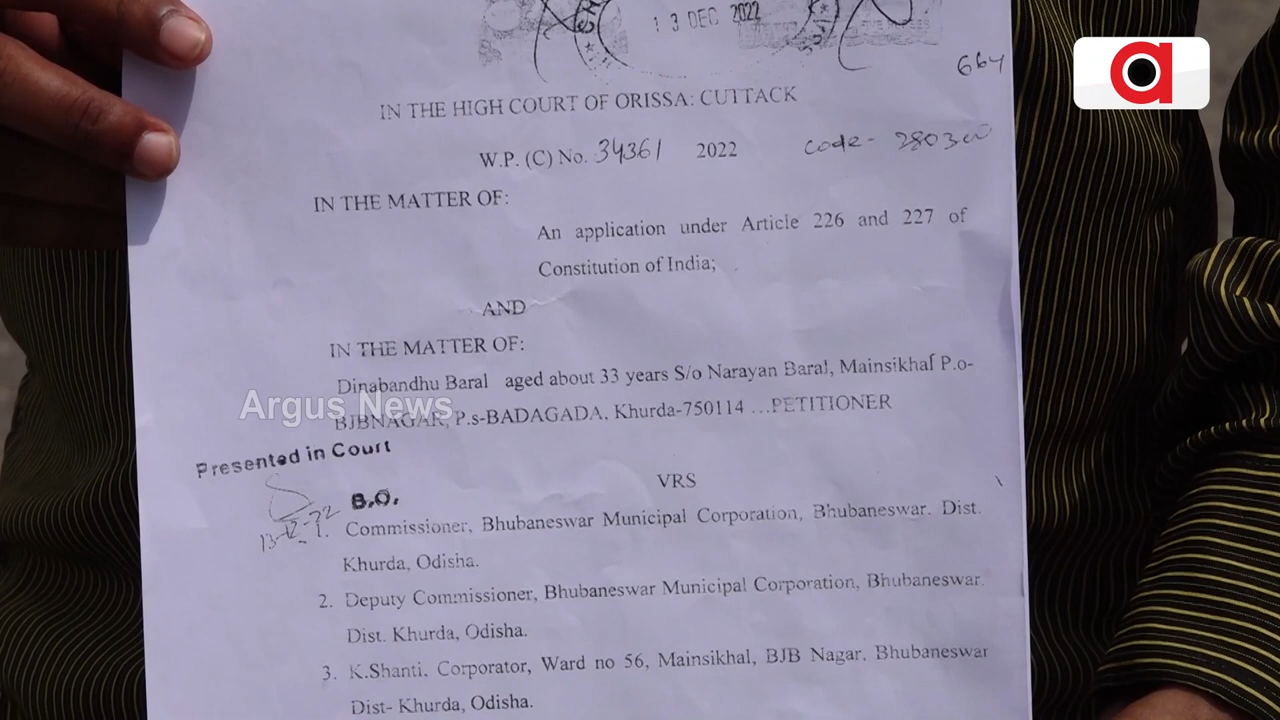 13 DEC 2022
664
IN THE HIGH COURT OF ORISSA: CUTTACK
W.P. (C) No. 34361 2022 code- 280300
IN THE MATTER OF:
An application under Article 226 and 227 of
Constitution of India;
AND
IN THE MATTER OF:
Dinabandhu Baral aged about 33 years S/o Narayan Baral, Mainsikhal P.o-
BJBNAGAR, P.s-BADAGADA, Khurda-750114 ...PETITIONER
Argus News
Presented in Court
B.O.
13-12-22
VRS
1. Commissioner, Bhubaneswar Municipal Corporation, Bhubaneswar. Dist.
Khurda, Odisha.
2. Deputy Commissioner, Bhubaneswar Municipal Corporation, Bhubaneswar.
Dist. Khurda, Odisha.
3. K.Shanti. Corporator, Ward no 56, Mainsikhal, BJB Nagar. Bhubaneswar
Dist- Khurda, Odisha.